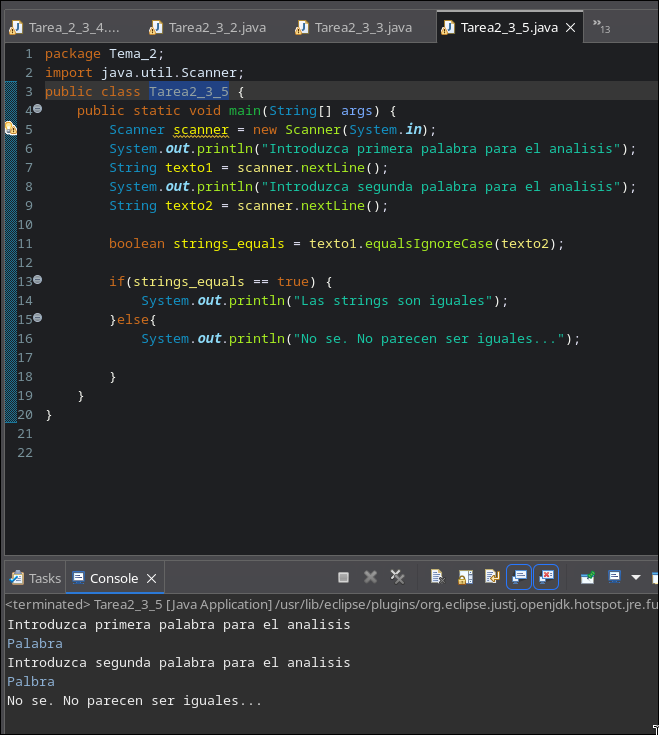 Tarea_2_3_4.... Tarea2_3_2.java Tarea_2_3_3.java Tarea2_3_5.java 13
1 package Tema_2;
2 import java.util.Scanner;
3 public class Tarea2_3_5 {
4 public static void main(String[] args) {
5 Scanner scanner = new Scanner(System.in);
6 System.out.println("Introduzca primera palabra para el analisis");
7 String texto1 = scanner.nextLine();
8 System.out.println("Introduzca segunda palabra para el analisis");
9 String texto2 = scanner.nextLine();
10
11 boolean strings_equals = texto1.equalsIgnoreCase(texto2);
12
13 if(strings_equals == true) {
14 System.out.println("Las strings son iguales");
15 }else{
16 System.out.println("No se. No parecen ser iguales...");
17
18 }
19 }
20 }
21
22
Tasks Console
<terminated> Tarea2_3_5 [Java Application] /usr/lib/eclipse/plugins/org.eclipse.justj.openjdk.hotspot.jre.fu
Introduzca primera palabra para el analisis
Palabra
Introduzca segunda palabra para el analisis
Palbra
No se. No parecen ser iguales...